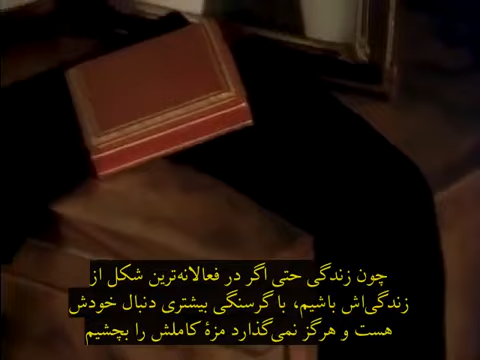 چون زندگی حتی اگر در فعالانه‌ترین شکل از
زندگی‌اش باشیم، با گرسنگی بیشتری دنبال خودش
هست و هرگز نمی‌گذارد مزهٔ کاملش را بچشیم